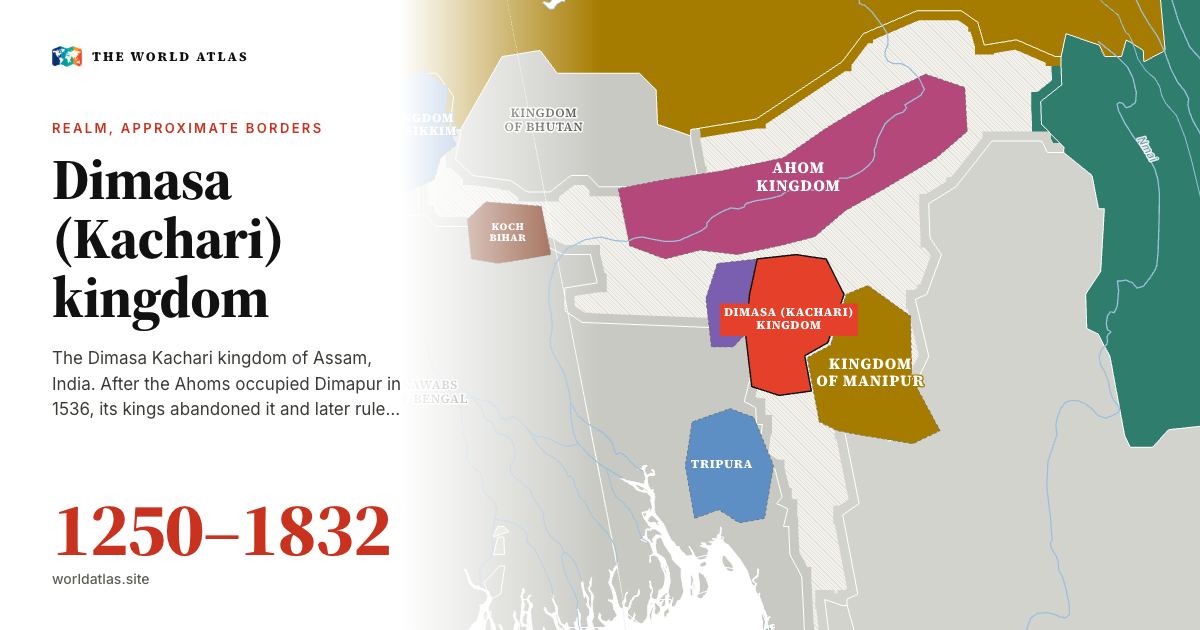 THE WORLD ATLAS
REALM, APPROXIMATE BORDERS
Dimasa
(Kachari)
kingdom
The Dimasa Kachari kingdom of Assam,
India. After the Ahoms occupied Dimapur in
1536, its kings abandoned it and later rule...
1250–1832
worldatlas.site
KINGDOM
OF BHUTAN
AHOM
KINGDOM
KOCH
BIHAR
DIMASA (KACHARI)
KINGDOM
KINGDOM
OF MANIPUR
BENGAL
TRIPURA
Nmai